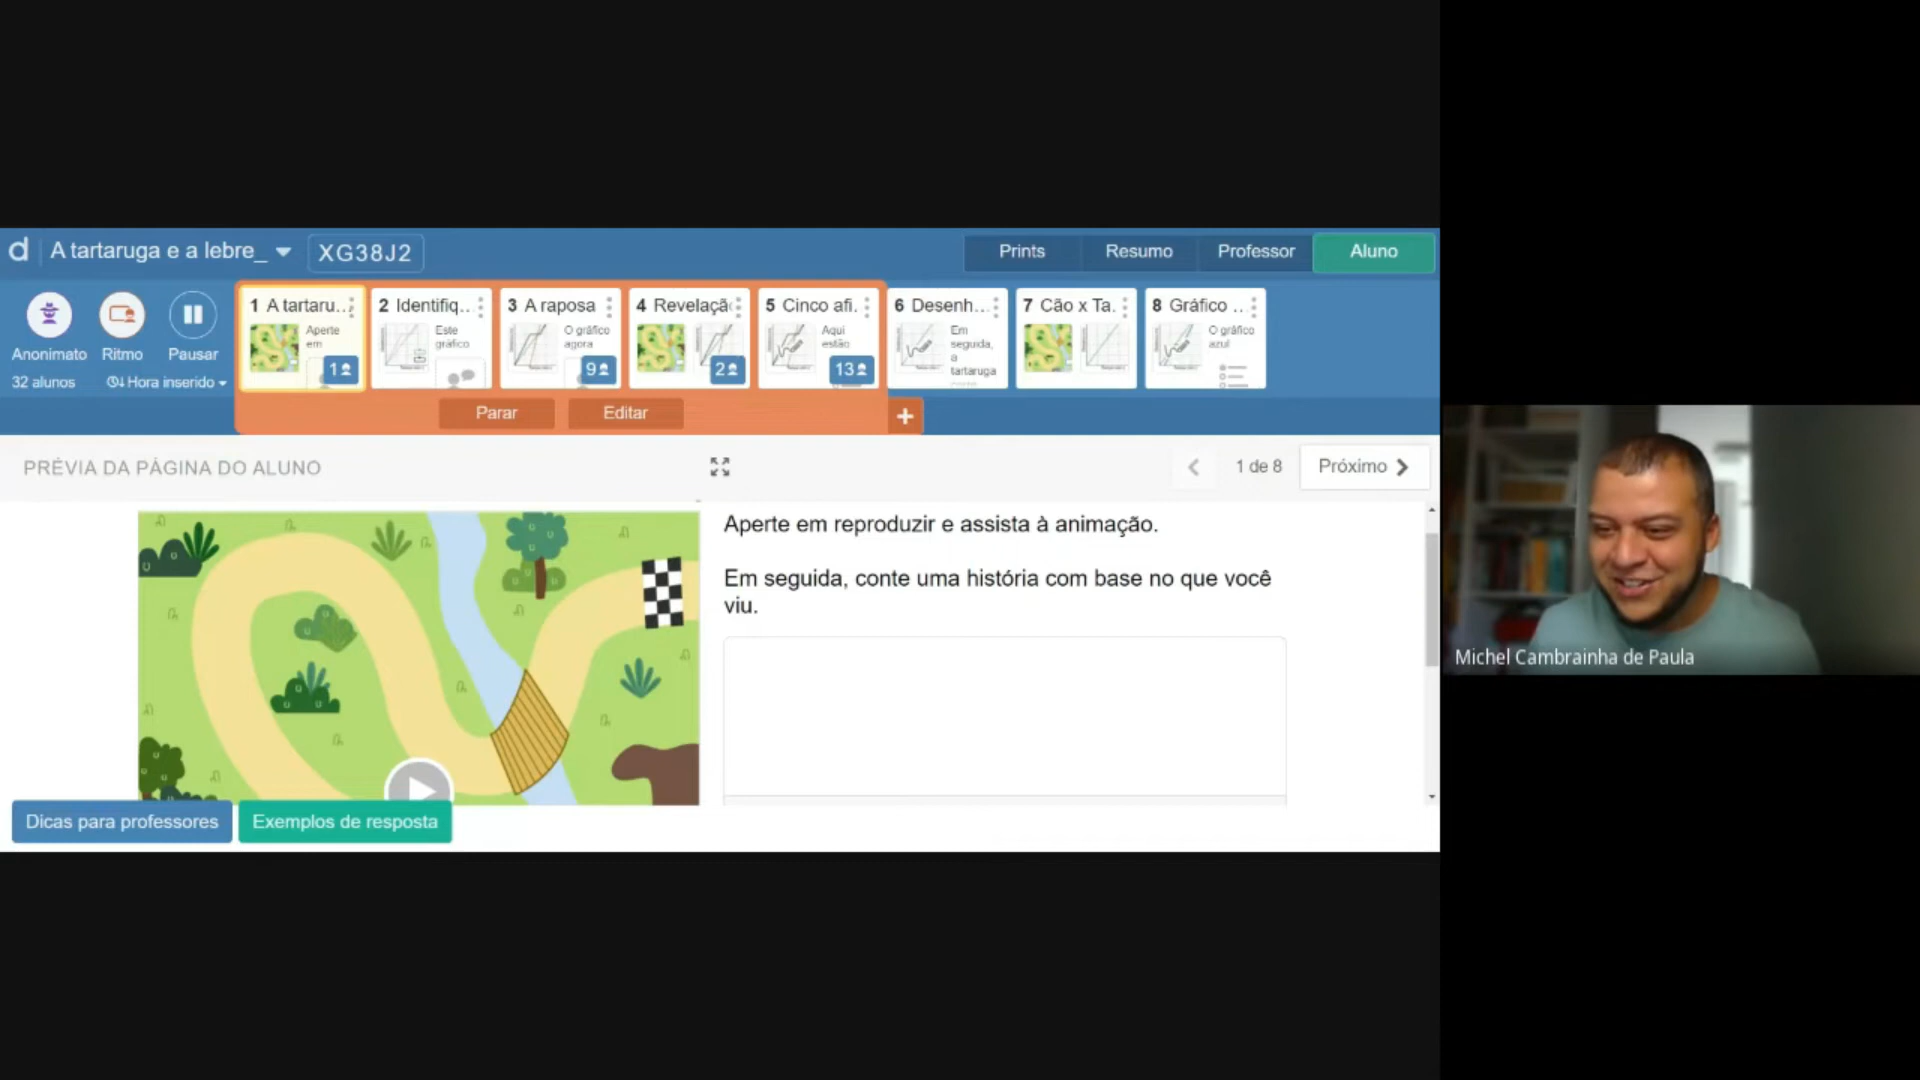 d A tartaruga e a lebre_ XG38J2
Prints Resumo Professor Aluno
Anonimato Ritmo Pausar
32 alunos Hora inserido
1 A tartaru...
Aperte
em
1
2 Identifiq...
Este
gráfico
3 A raposa
O gráfico
agora
9
4 Revelaçã
2
5 Cinco afi.
Aqui
estão
13
6 Desenh...
Em
seguida,
a
tartaruga
7 Cão x Ta.
8 Gráfico ...
O gráfico
azul
Parar Editar +
PRÉVIA DA PÁGINA DO ALUNO
1 de 8 Próximo
Aperte em reproduzir e assista à animação.
Em seguida, conte uma história com base no que você
viu.
Dicas para professores Exemplos de resposta
Michel Cambrainha de Paula